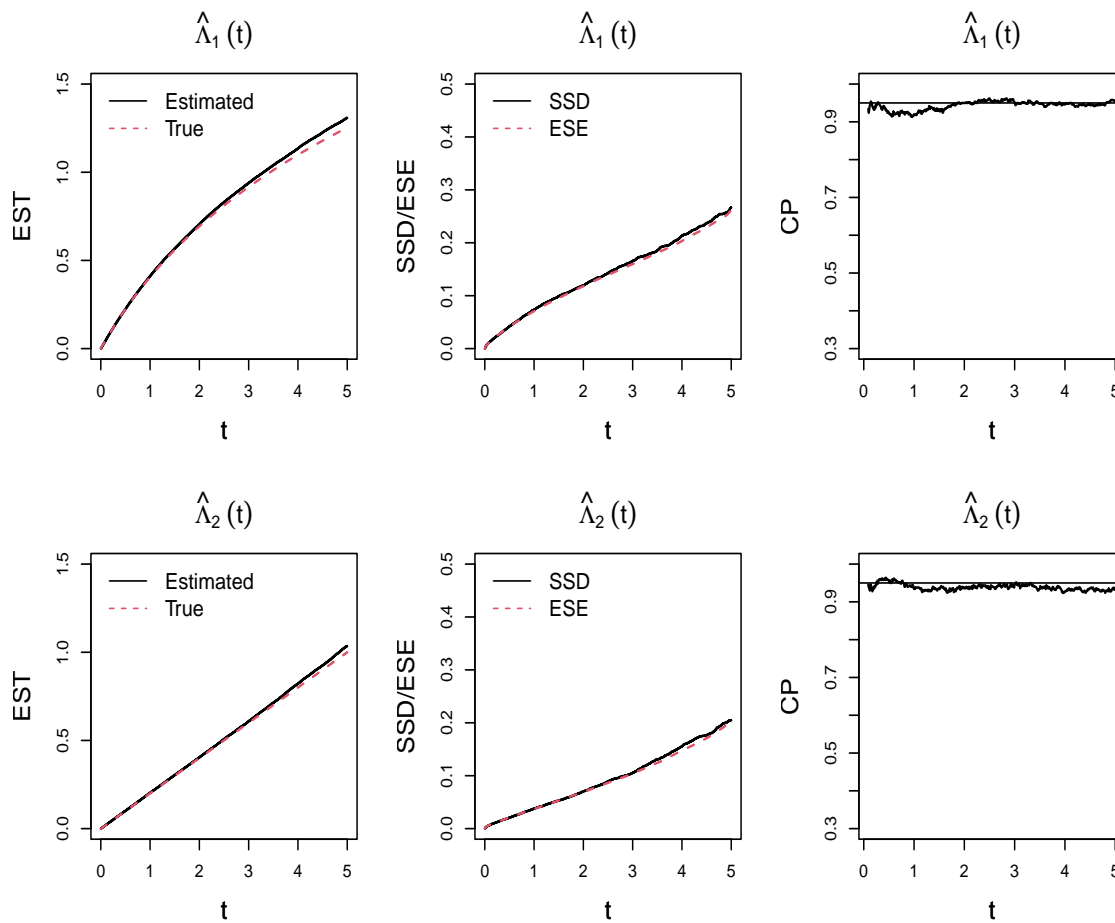 Λ̂₁(t)
Estimated
True
EST
0.0 0.5 1.0 1.5
0 1 2 3 4 5
t
Λ̂₁(t)
SSD
ESE
SSD/ESE
0.0 0.1 0.2 0.3 0.4 0.5
0 1 2 3 4 5
t
Λ̂₁(t)
CP
0.3 0.5 0.7 0.9
0 1 2 3 4 5
t
Λ̂₂(t)
Estimated
True
EST
0.0 0.5 1.0 1.5
0 1 2 3 4 5
t
Λ̂₂(t)
SSD
ESE
SSD/ESE
0.0 0.1 0.2 0.3 0.4 0.5
0 1 2 3 4 5
t
Λ̂₂(t)
CP
0.3 0.5 0.7 0.9
0 1 2 3 4 5
t